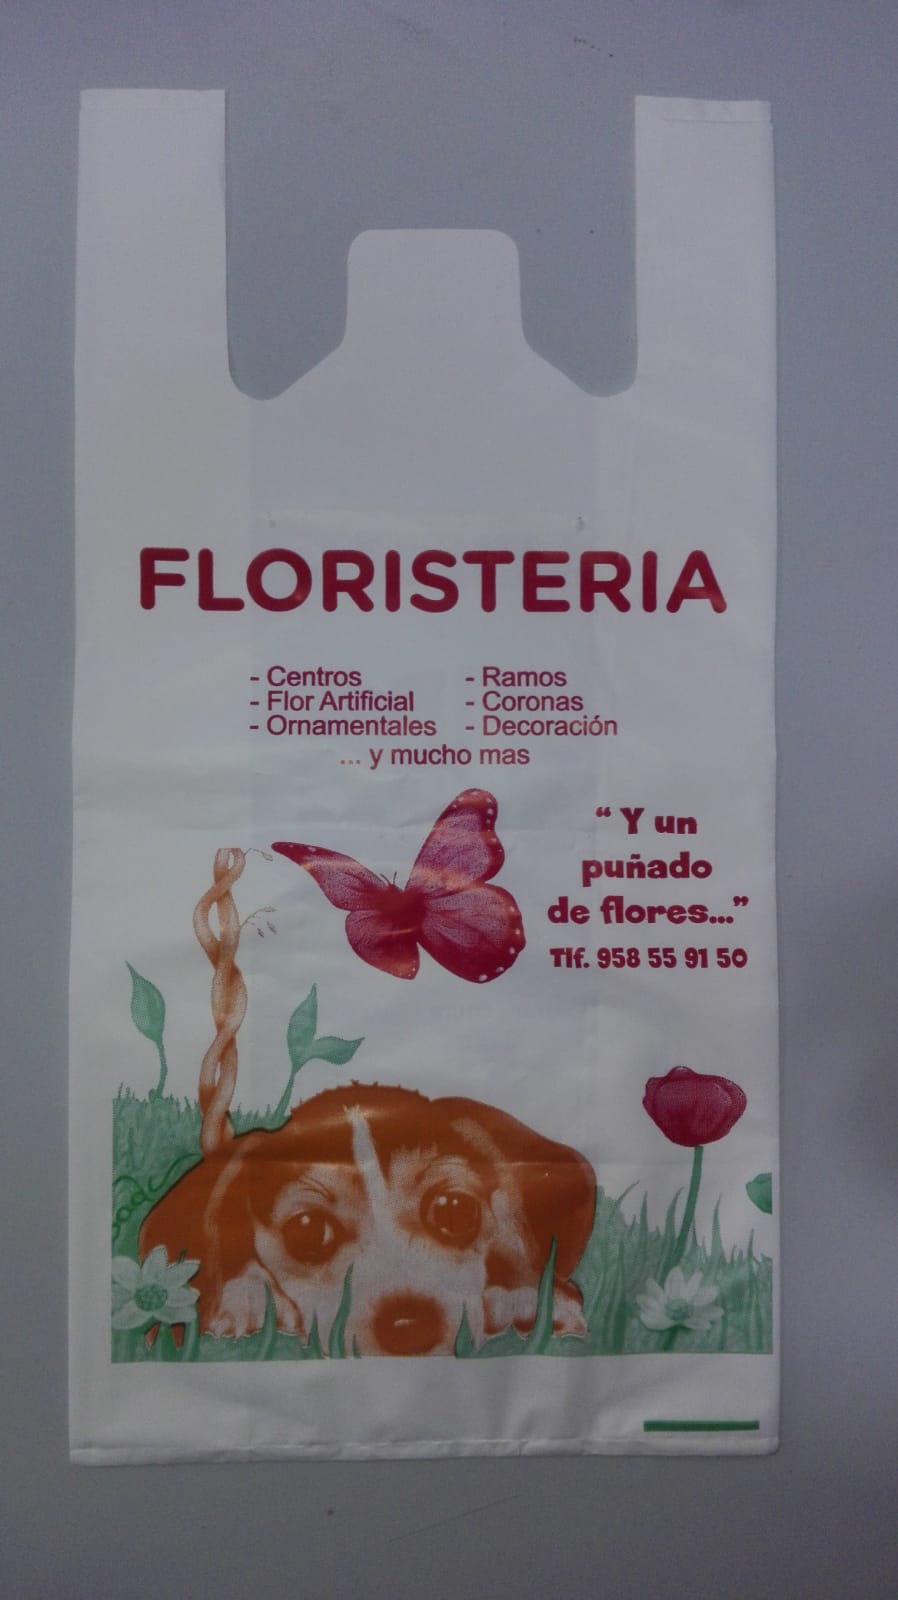 FLORISTERIA
- Centros
- Flor Artificial
- Ornamentales
- Ramos
- Coronas
- Decoración
... y mucho mas
“ Y un
puñado
de flores...”
Tlf. 958 55 91 50